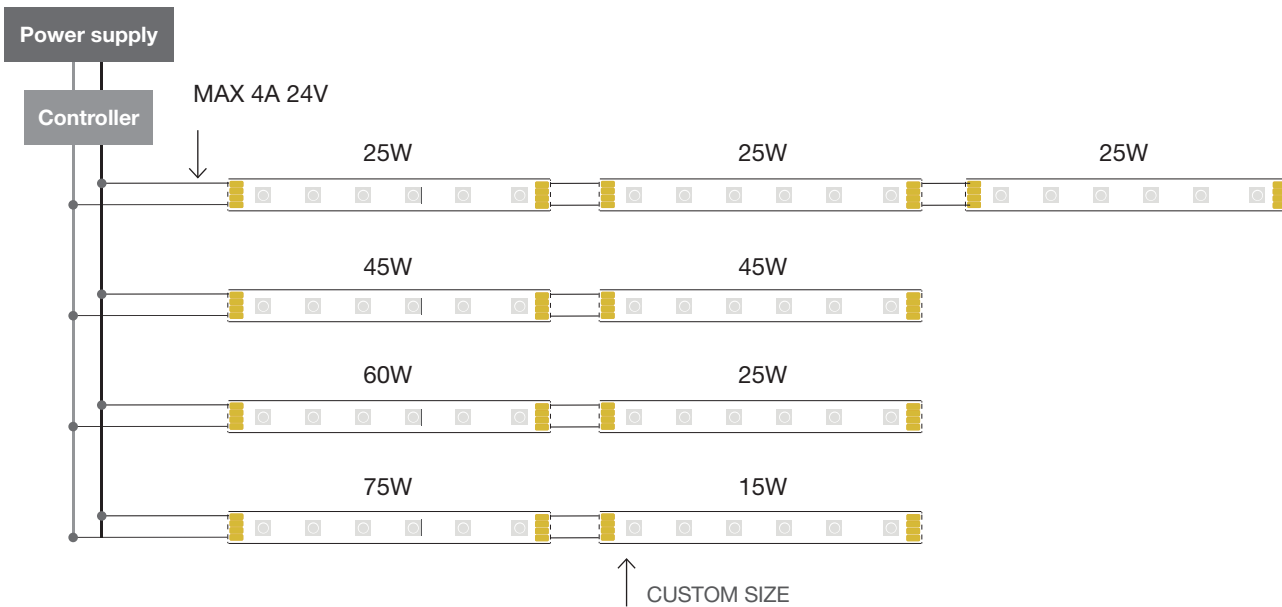 Power supply
MAX 4A 24V
Controller
25W 25W 25W
45W 45W
60W 25W
75W 15W
CUSTOM SIZE